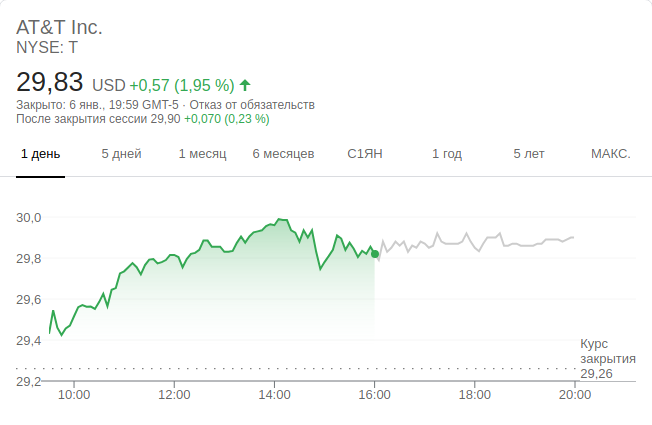 AT&T Inc.
NYSE: T
29,83 USD +0,57 (1,95 %)
Закрыто: 6 янв., 19:59 GMT-5 · Отказ от обязательств
После закрытия сессии 29,90 +0,070 (0,23 %)
1 день 5 дней 1 месяц 6 месяцев С1ЯН 1 год 5 лет МАКС.
30,0
29,8
29,6
29,4
Курс
закрытия
29,26
29,2
10:00 12:00 14:00 16:00 18:00 20:00